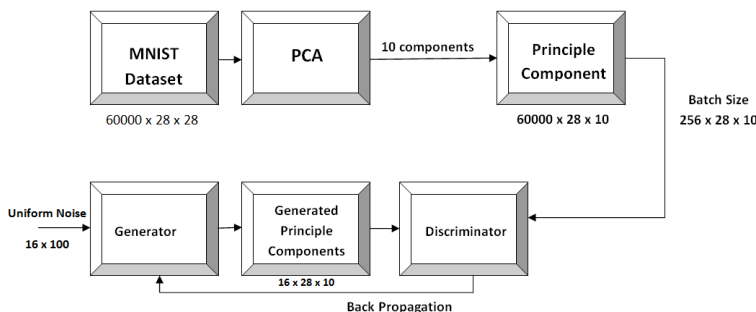 MNIST
Dataset
60000 x 28 x 28
PCA
10 components
Principle
Component
60000 x 28 x 10
Batch Size
256 x 28 x 10
Uniform Noise
16 x 100
Generator
Generated
Principle
Components
16 x 28 x 10
Discriminator
Back Propagation